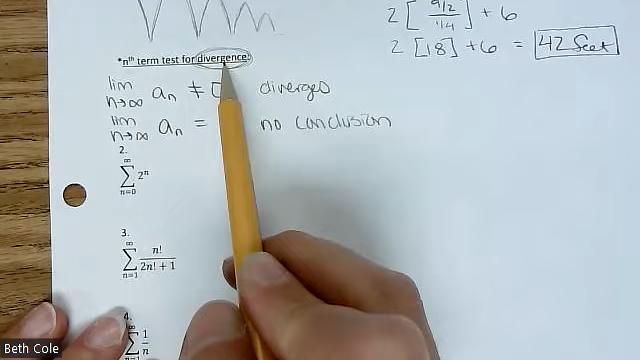 2 [ 9/2 / 1/4 ] + 6
2 [18] + 6 = 42 feet
*nth term test for divergence:
lim n→∞ an ≠ diverges
lim n→∞ an = no conclusion
2.
∞ ∑ n=0 2ⁿ
3.
∞ ∑ n=1 n! / 2n! + 1
4.
∞ ∑ 1 / n
Beth Cole